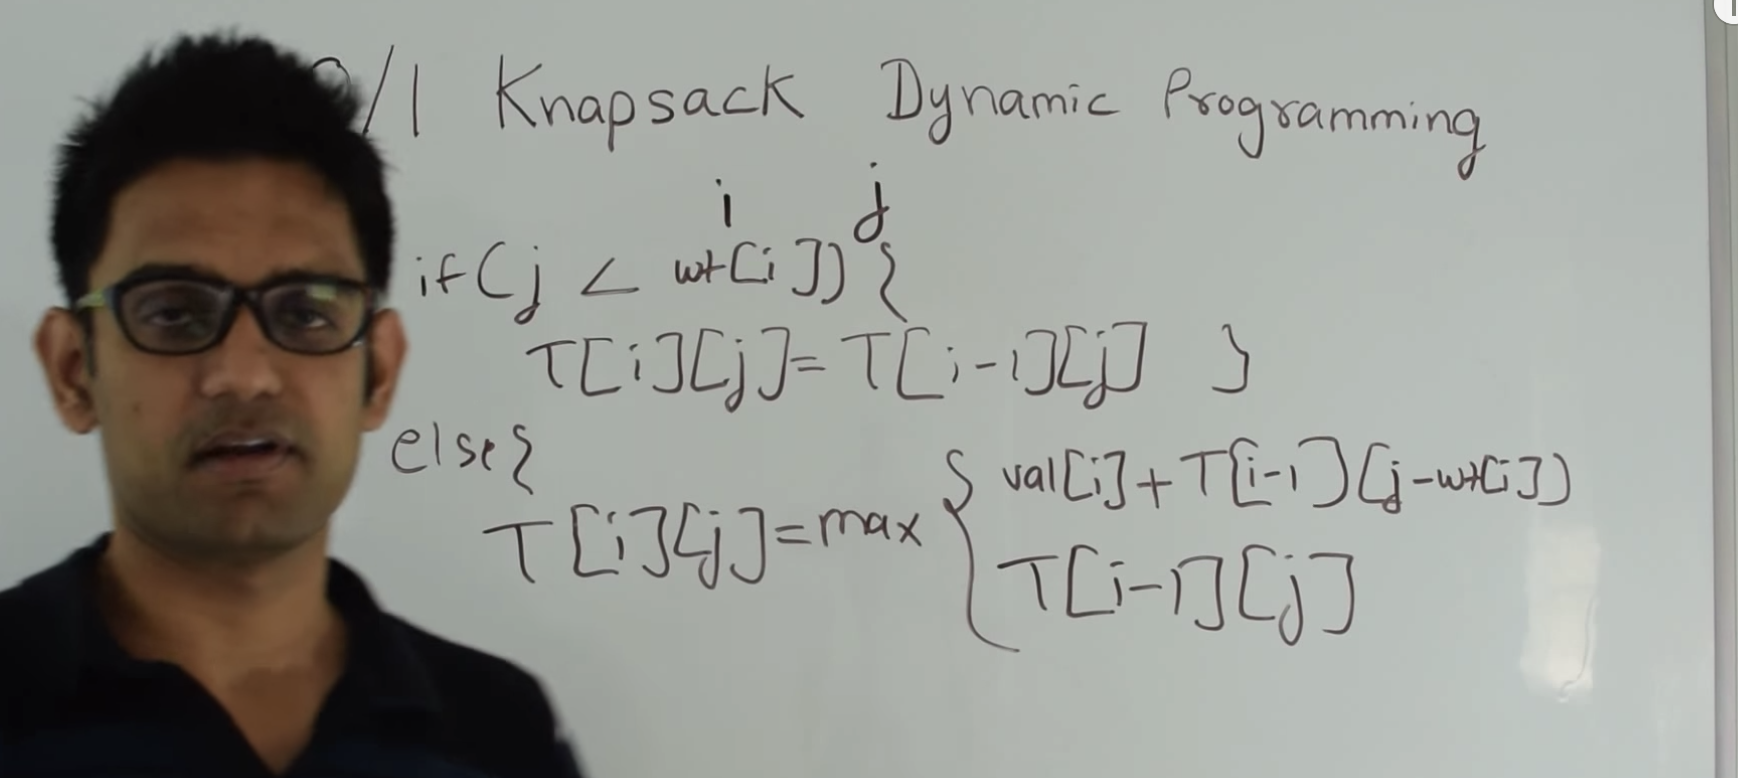 0/1 Knapsack Dynamic Programming
i j
if(j < wt[i]){
T[i][j]= T[i-1][j] }
else{
T[i][j]=max { val[i]+T[i-1][j-wt[i]]
T[i-1][j]